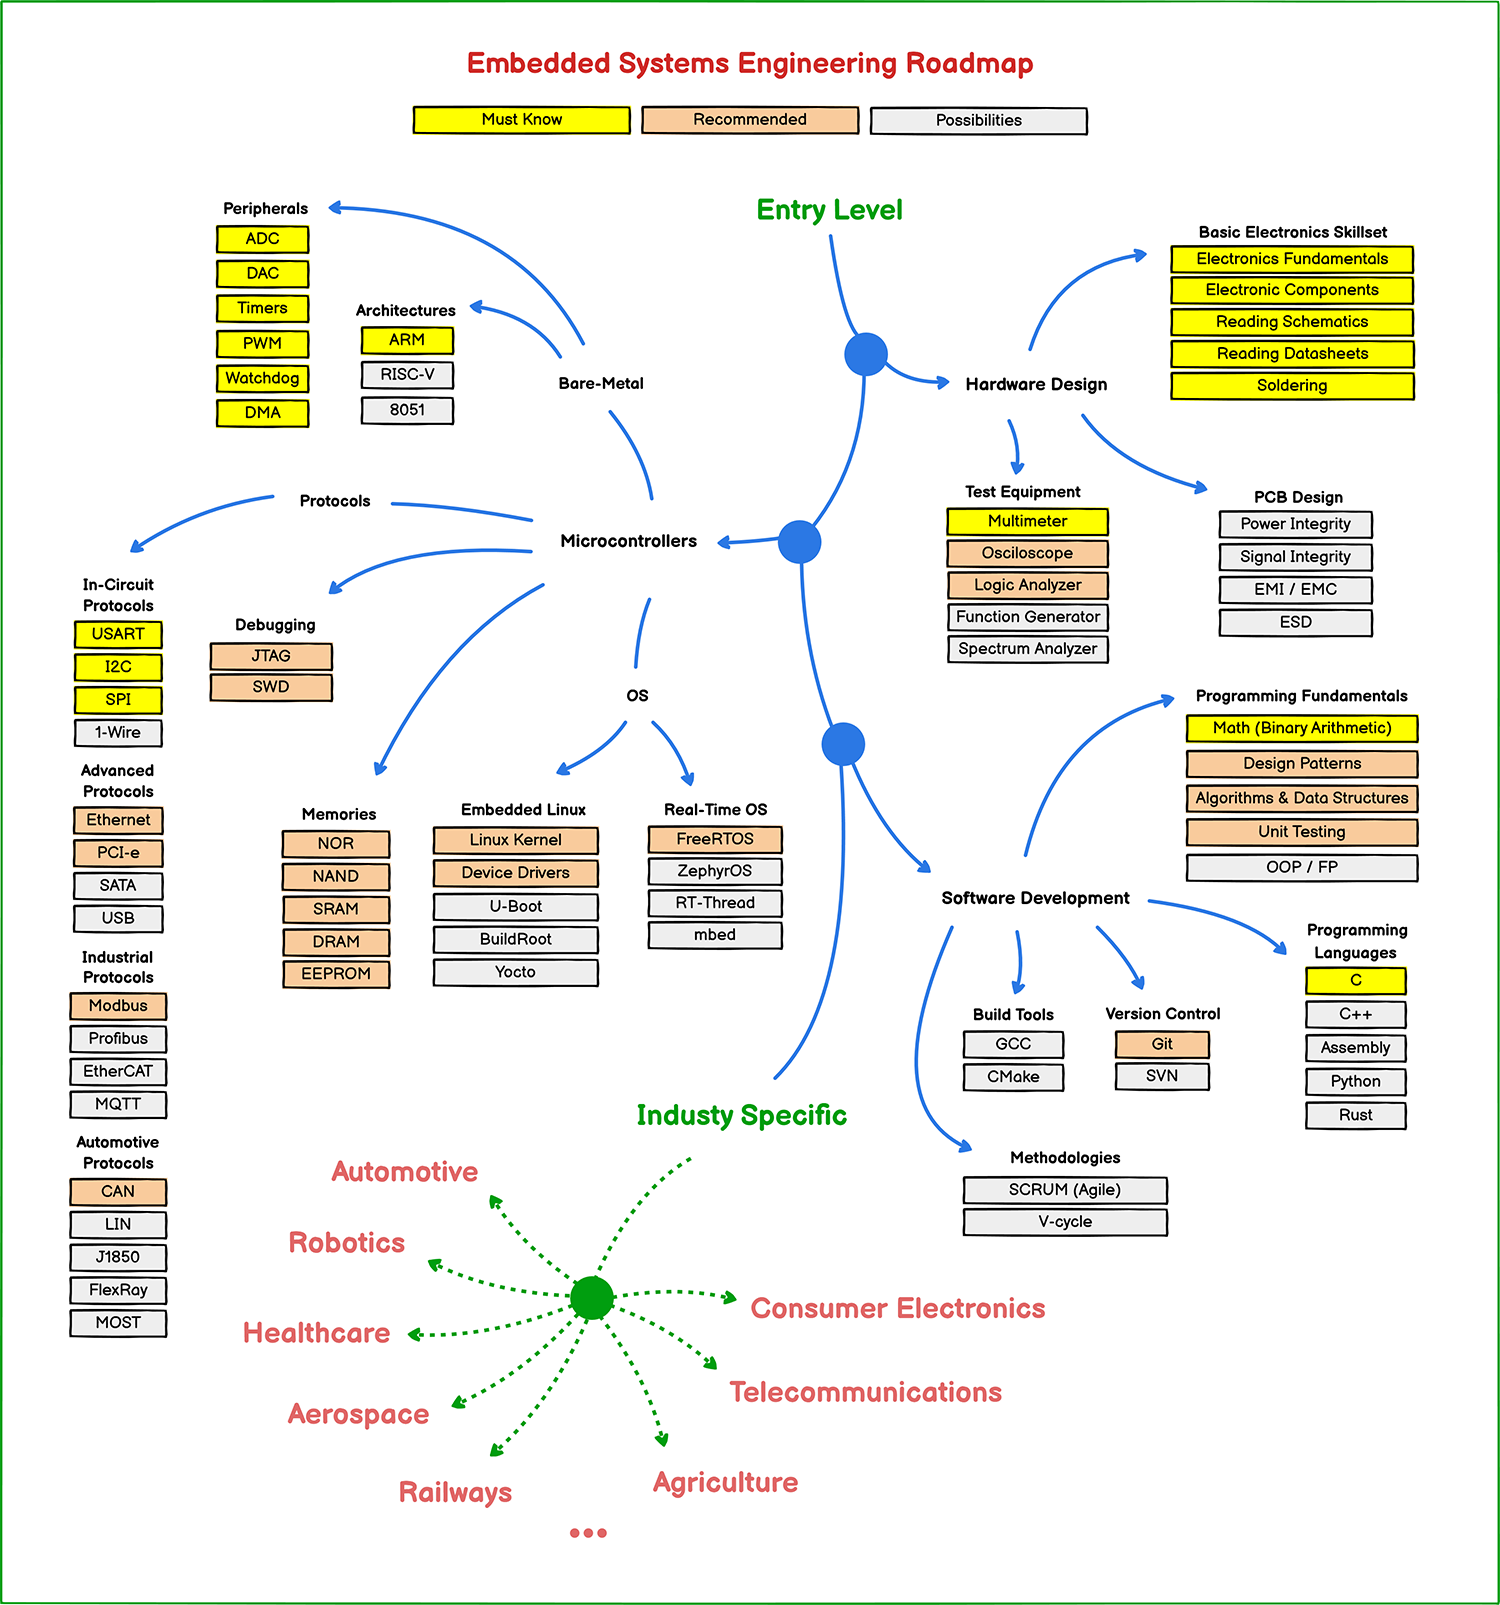 Embedded Systems Engineering Roadmap
Must Know
Recommended
Possibilities
Entry Level
Peripherals
ADC
DAC
Timers
PWM
Watchdog
DMA
Architectures
ARM
RISC-V
8051
Bare-Metal
Hardware Design
Basic Electronics Skillset
Electronics Fundamentals
Electronic Components
Reading Schematics
Reading Datasheets
Soldering
Test Equipment
Multimeter
Osciloscope
Logic Analyzer
Function Generator
Spectrum Analyzer
PCB Design
Power Integrity
Signal Integrity
EMI / EMC
ESD
Protocols
Microcontrollers
In-Circuit
Protocols
USART
I2C
SPI
1-Wire
Advanced
Protocols
Ethernet
PCI-e
SATA
USB
Industrial
Protocols
Modbus
Profibus
EtherCAT
MQTT
Automotive
Protocols
CAN
LIN
J1850
FlexRay
MOST
Debugging
JTAG
SWD
OS
Memories
NOR
NAND
SRAM
DRAM
EEPROM
Embedded Linux
Linux Kernel
Device Drivers
U-Boot
BuildRoot
Yocto
Real-Time OS
FreeRTOS
ZephyrOS
RT-Thread
mbed
Programming Fundamentals
Math (Binary Arithmetic)
Design Patterns
Algorithms & Data Structures
Unit Testing
OOP / FP
Software Development
Programming
Languages
C
C++
Assembly
Python
Rust
Build Tools
GCC
CMake
Version Control
Git
SVN
Methodologies
SCRUM (Agile)
V-cycle
Industy Specific
Automotive
Robotics
Healthcare
Aerospace
Railways
Consumer Electronics
Telecommunications
Agriculture
...